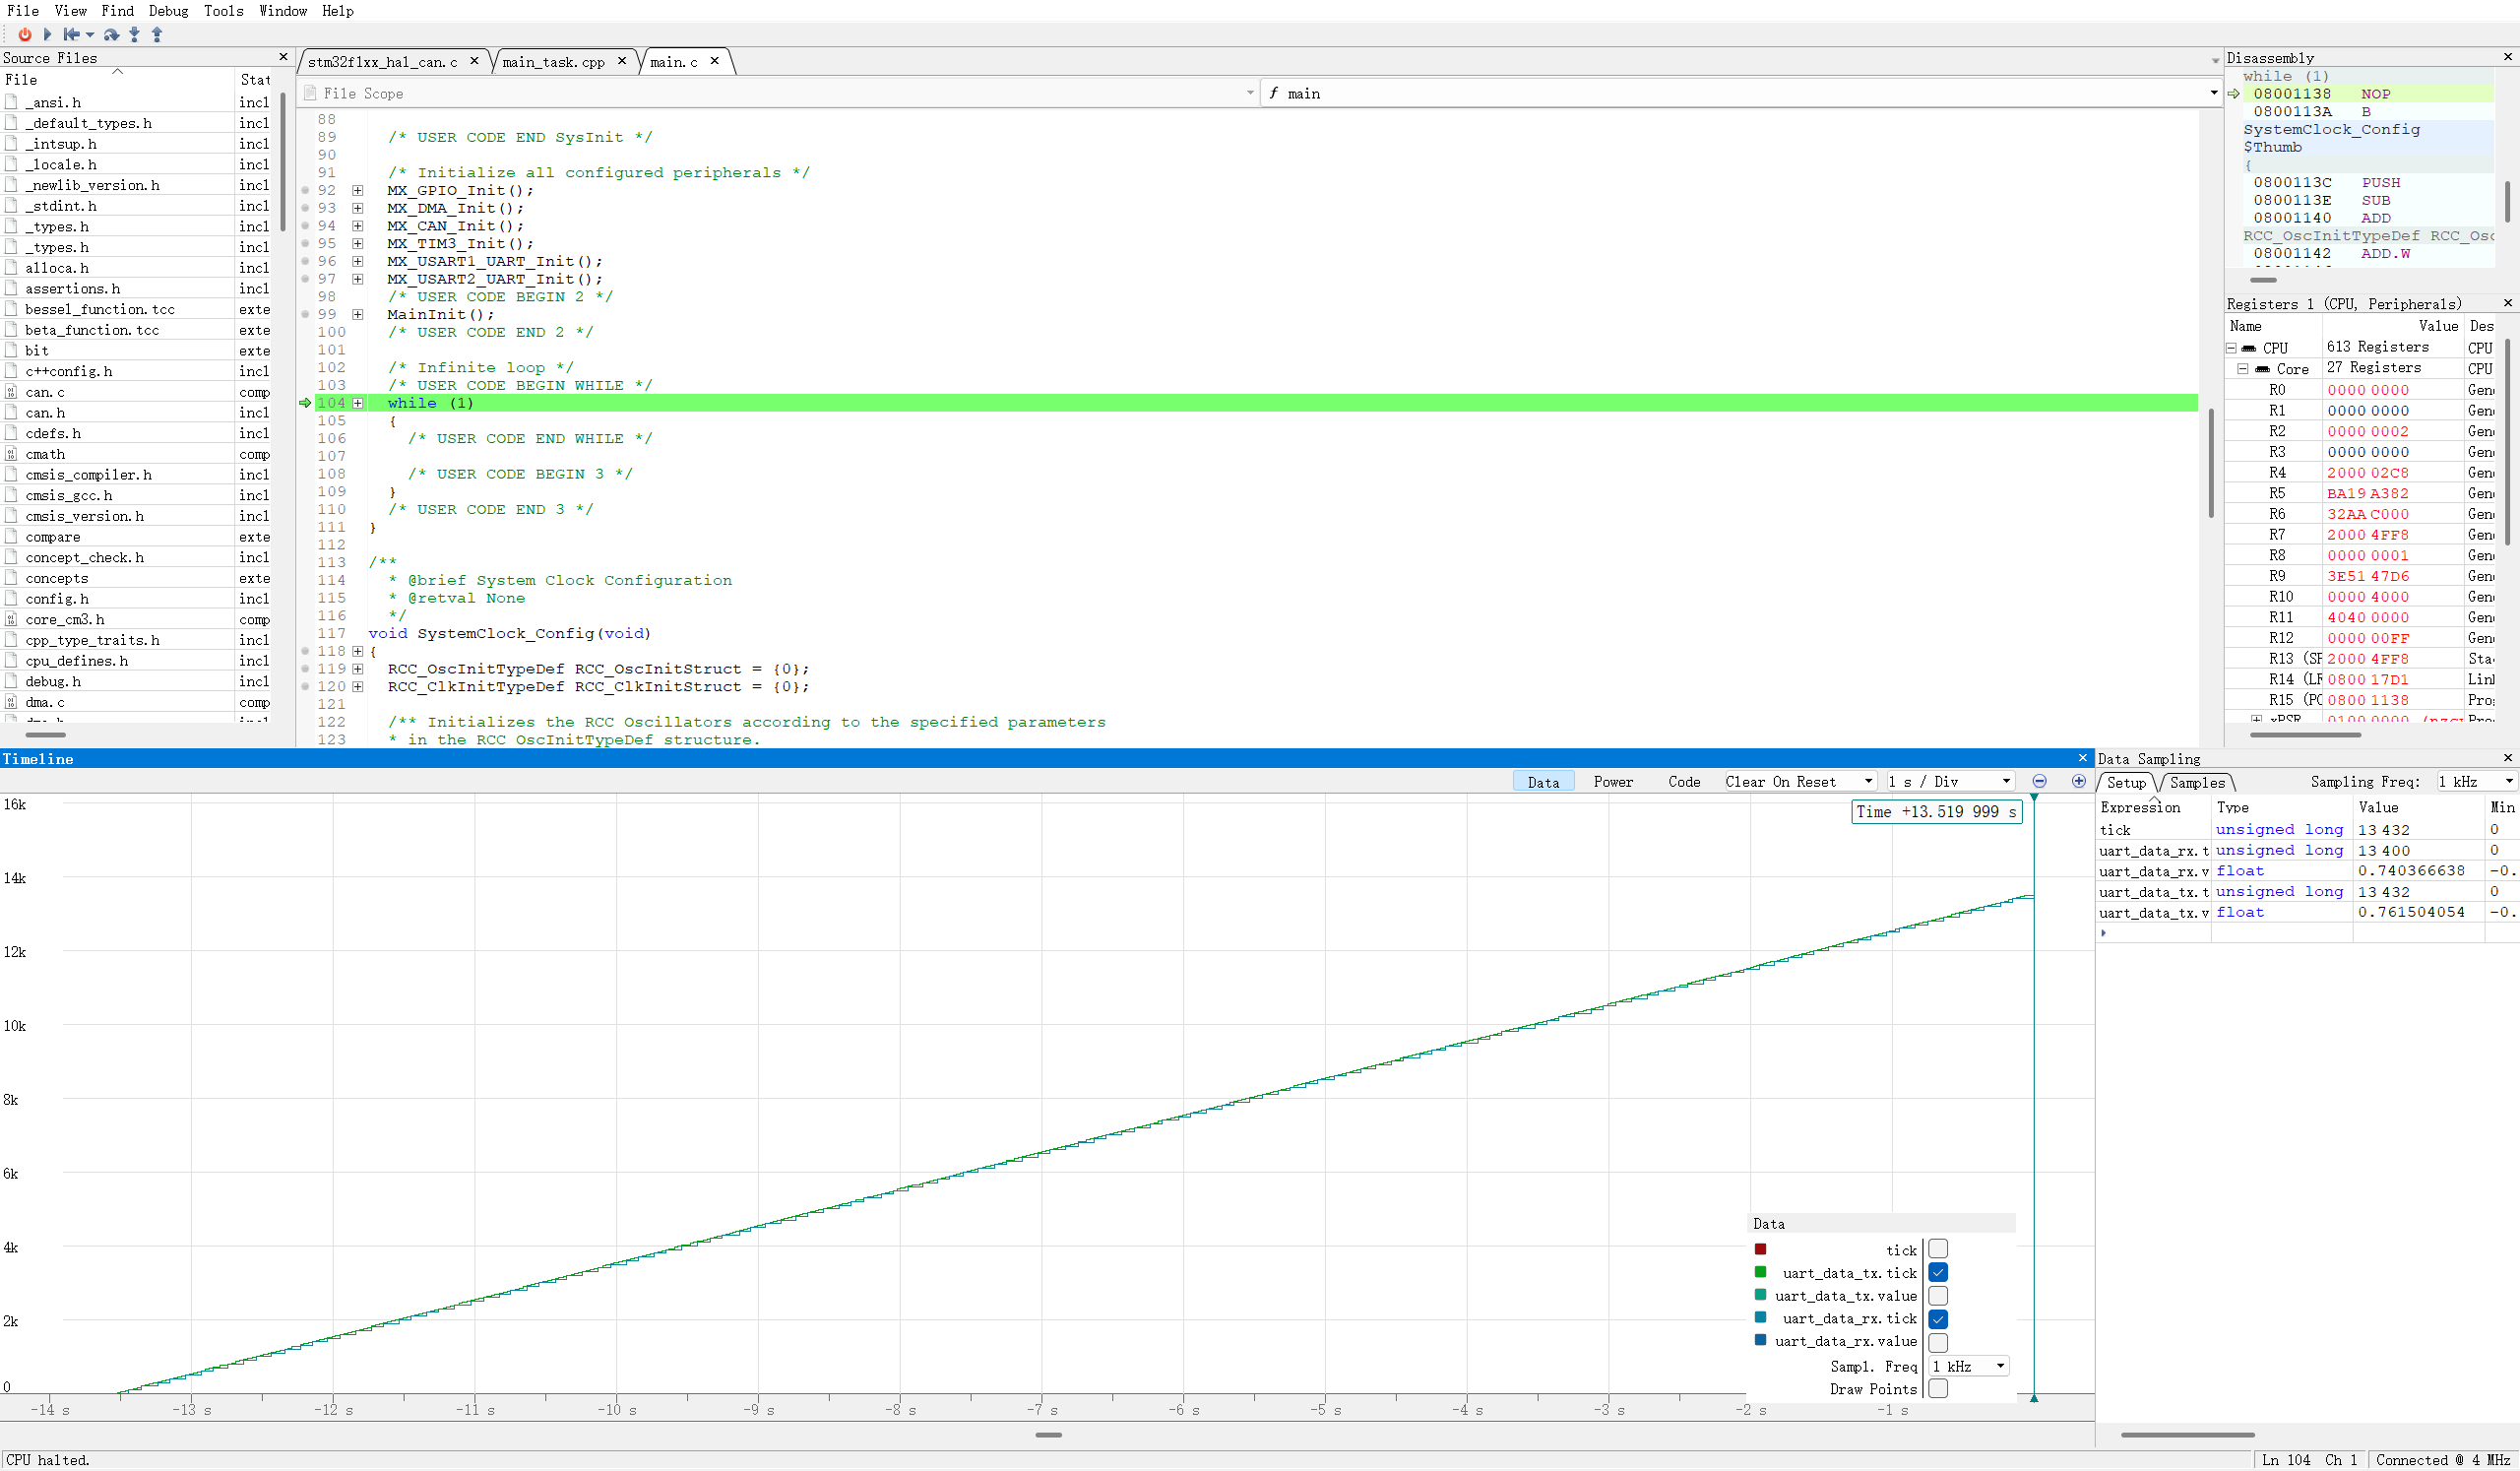 File View Find Debug Tools Window Help
Source Files
File Stat
_ansi.h incl
_default_types.h incl
_intsup.h incl
_locale.h incl
_newlib_version.h incl
_stdint.h incl
_types.h incl
_types.h incl
alloca.h incl
assertions.h incl
bessel_function.tcc exte
beta_function.tcc exte
bit exte
c++config.h incl
can.c comp
can.h incl
cdefs.h incl
cmath comp
cmsis_compiler.h incl
cmsis_gcc.h incl
cmsis_version.h incl
compare exte
concept_check.h incl
concepts exte
config.h incl
core_cm3.h comp
cpp_type_traits.h incl
cpu_defines.h incl
debug.h incl
dma.c comp
stm32f1xx_hal_can.c main_task.cpp main.c
File Scope f main
88
89 /* USER CODE END SysInit */
90
91 /* Initialize all configured peripherals */
92 MX_GPIO_Init();
93 MX_DMA_Init();
94 MX_CAN_Init();
95 MX_TIM3_Init();
96 MX_USART1_UART_Init();
97 MX_USART2_UART_Init();
98 /* USER CODE BEGIN 2 */
99 MainInit();
100 /* USER CODE END 2 */
101
102 /* Infinite loop */
103 /* USER CODE BEGIN WHILE */
104 while (1)
105 {
106 /* USER CODE END WHILE */
107
108 /* USER CODE BEGIN 3 */
109 }
110 /* USER CODE END 3 */
111 }
112
113 /**
114 * @brief System Clock Configuration
115 * @retval None
116 */
117 void SystemClock_Config(void)
118 {
119 RCC_OscInitTypeDef RCC_OscInitStruct = {0};
120 RCC_ClkInitTypeDef RCC_ClkInitStruct = {0};
121
122 /** Initializes the RCC Oscillators according to the specified parameters
123 * in the RCC_OscInitTypeDef structure.
Disassembly
while (1)
08001138 NOP
0800113A B
SystemClock_Config
$Thumb
{
0800113C PUSH
0800113E SUB
08001140 ADD
RCC_OscInitTypeDef RCC_Osc
08001142 ADD.W
Registers 1 (CPU, Peripherals)
Name Value Des
CPU 613 Registers CPU
Core 27 Registers CPU
R0 0000 0000 Gen
R1 0000 0000 Gen
R2 0000 0002 Gen
R3 0000 0000 Gen
R4 2000 02C8 Gen
R5 BA19 A382 Gen
R6 32AA C000 Gen
R7 2000 4FF8 Gen
R8 0000 0001 Gen
R9 3E51 47D6 Gen
R10 0000 4000 Gen
R11 4040 0000 Gen
R12 0000 00FF Gen
R13 (SP 2000 4FF8 Sta
R14 (LR 0800 17D1 Lin
R15 (PC 0800 1138 Pro
xPSR 0100 0000 Pro
Timeline
Data Power Code Clear On Reset 1 s / Div
Time +13.519 999 s
16k
14k
12k
10k
8k
6k
4k
2k
0
-14 s -13 s -12 s -11 s -10 s -9 s -8 s -7 s -6 s -5 s -4 s -3 s -2 s -1 s
Data
tick
uart_data_tx.tick
uart_data_tx.value
uart_data_rx.tick
uart_data_rx.value
Sampl. Freq 1 kHz
Draw Points
Data Sampling
Setup Samples Sampling Freq: 1 kHz
Expression Type Value Min
tick unsigned long 13 432 0
uart_data_rx.t unsigned long 13 400 0
uart_data_rx.v float 0.740366638 -0.
uart_data_tx.t unsigned long 13 432 0
uart_data_tx.v float 0.761504054 -0.
CPU halted.
Ln 104 Ch 1 Connected @ 4 MHz